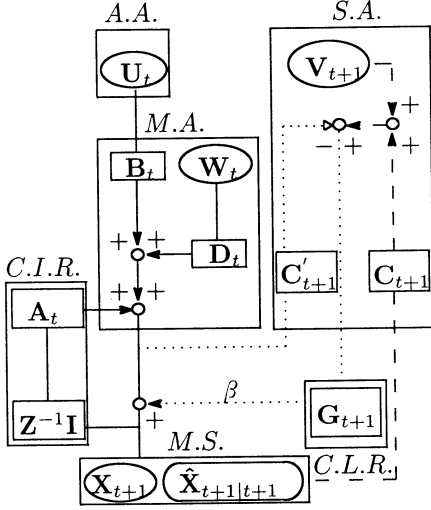 A.A.
S.A.
U_t
V_{t+1}
+
+
M.A.
− +
B_t
W_t
+ +
D_t
C.I.R.
C'_{t+1}
C_{t+1}
+ +
A_t
β
Z^{-1}I
+
G_{t+1}
M.S.
C.L.R.
X_{t+1}
X̂_{t+1|t+1}